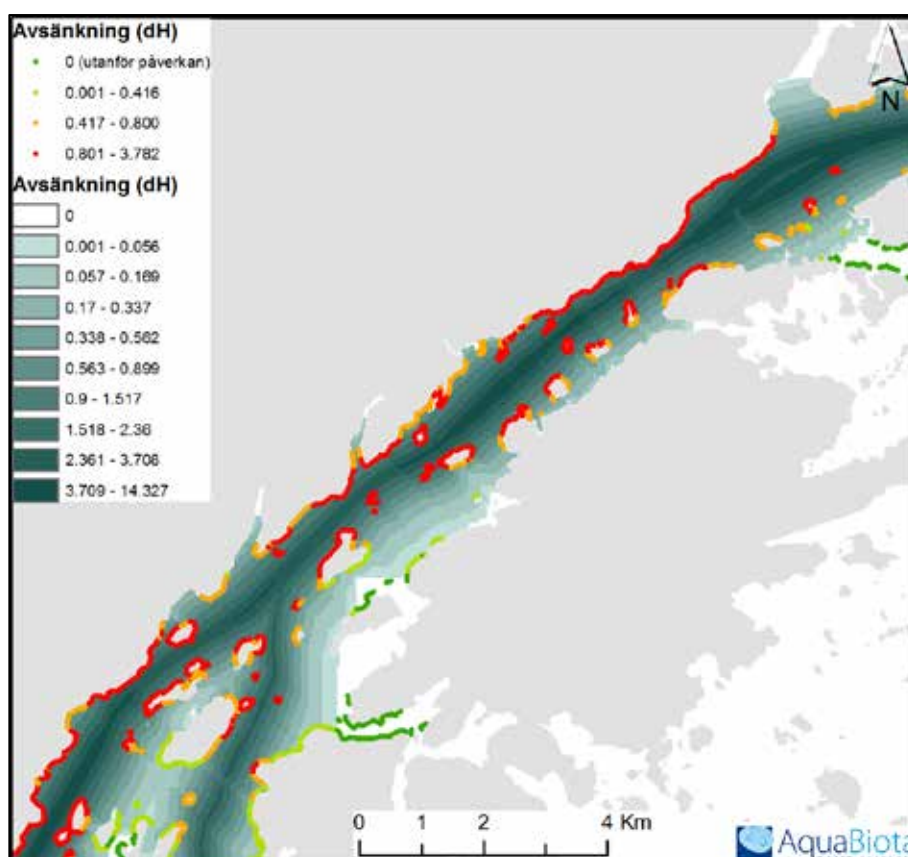 Avsänkning (dH)
0 (utanför påverkan)
0.001 - 0.416
0.417 - 0.800
0.801 - 3.782
Avsänkning (dH)
0
0.001 - 0.056
0.057 - 0.169
0.17 - 0.337
0.338 - 0.562
0.563 - 0.899
0.9 - 1.517
1.518 - 2.36
2.361 - 3.708
3.709 - 14.327
N
0 1 2 4 Km
AquaBiota